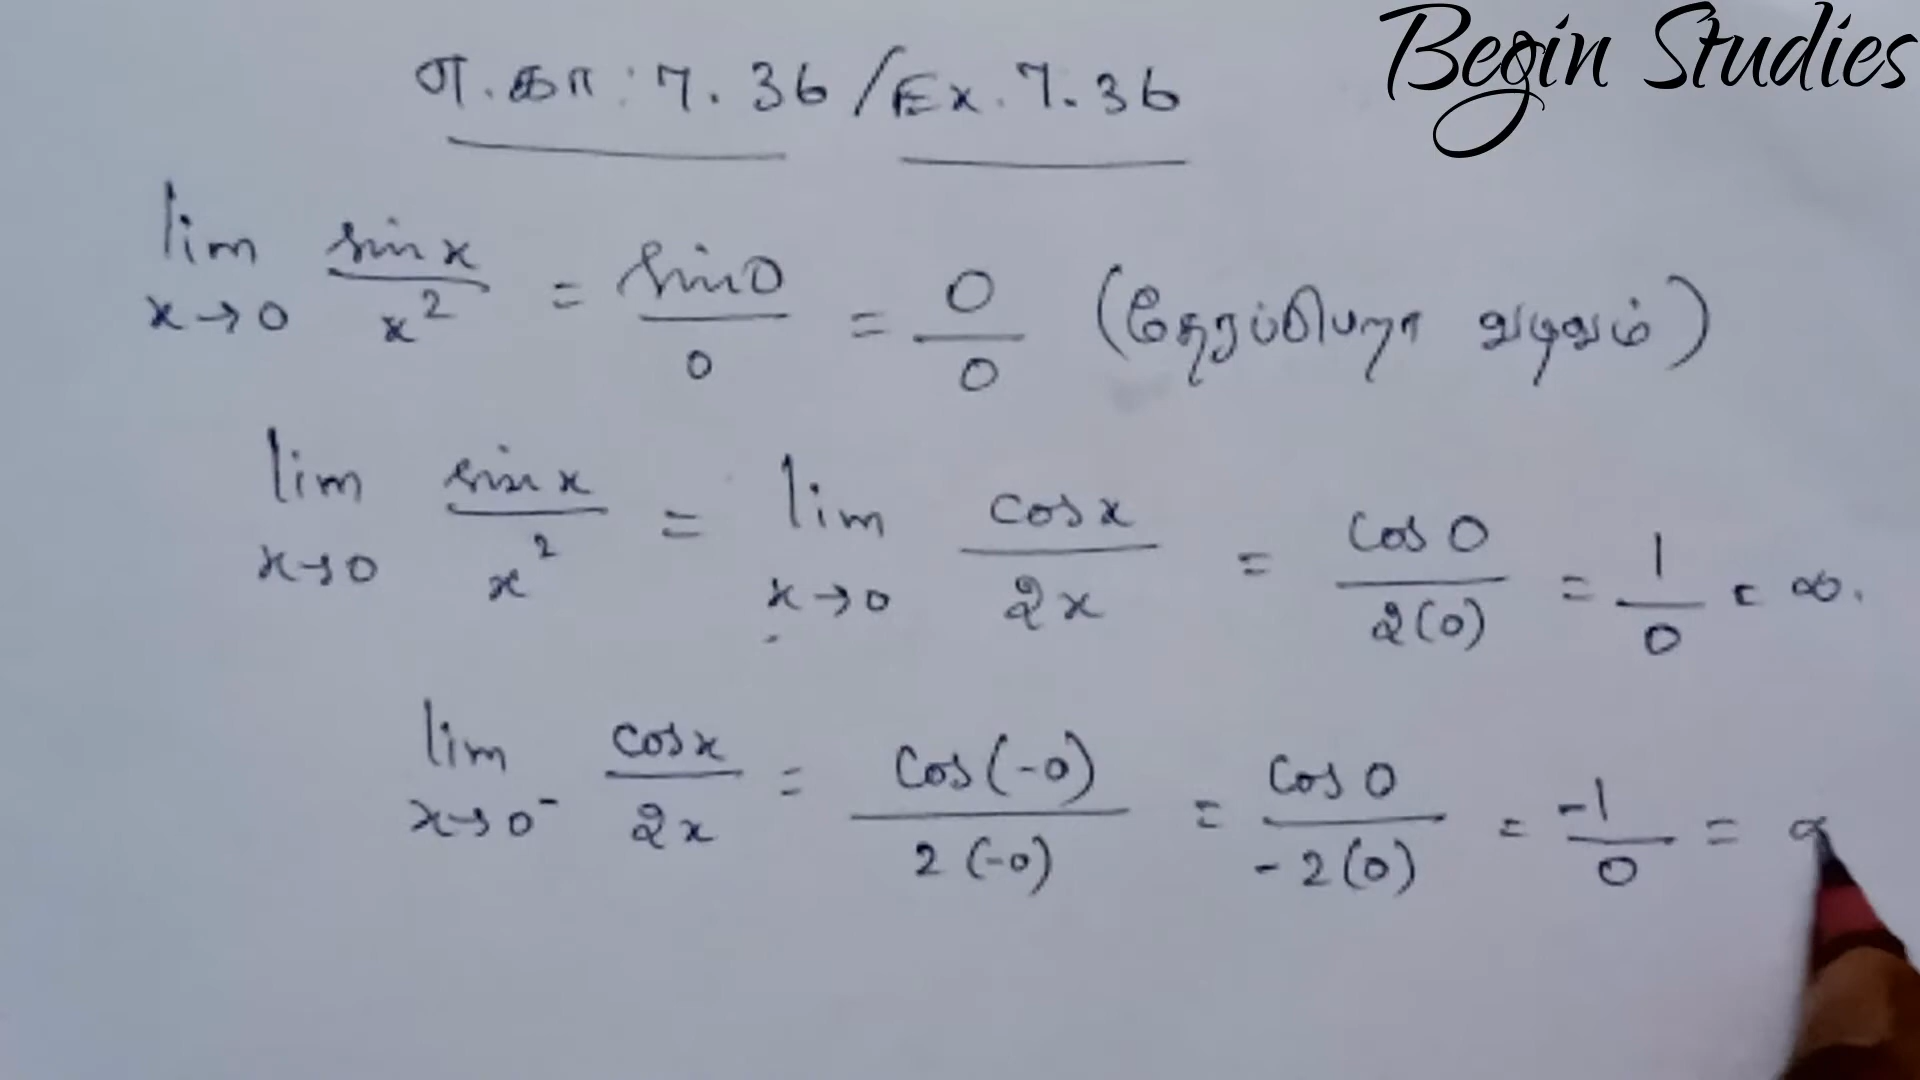 Begin Studies
எ.கா: 7.36 / Ex. 7.36
lim x→0 sin x / x² = sin 0 / 0 = 0 / 0 (தேரப்பெறா வடிவம்)
lim x→0 sin x / x² = lim x→0 cos x / 2x = cos 0 / 2(0) = 1 / 0 = ∞.
lim x→0⁻ cos x / 2x = cos(-0) / 2(-0) = cos 0 / -2(0) = -1 / 0 =